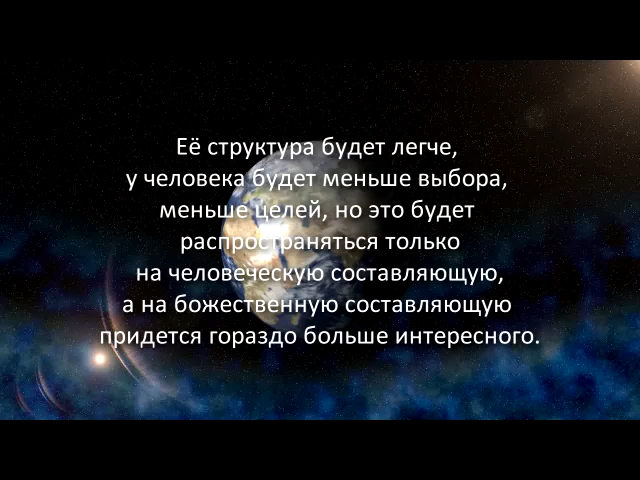 Её структура будет легче,
у человека будет меньше выбора,
меньше целей, но это будет
распространяться только
на человеческую составляющую,
а на божественную составляющую
придется гораздо больше интересного.